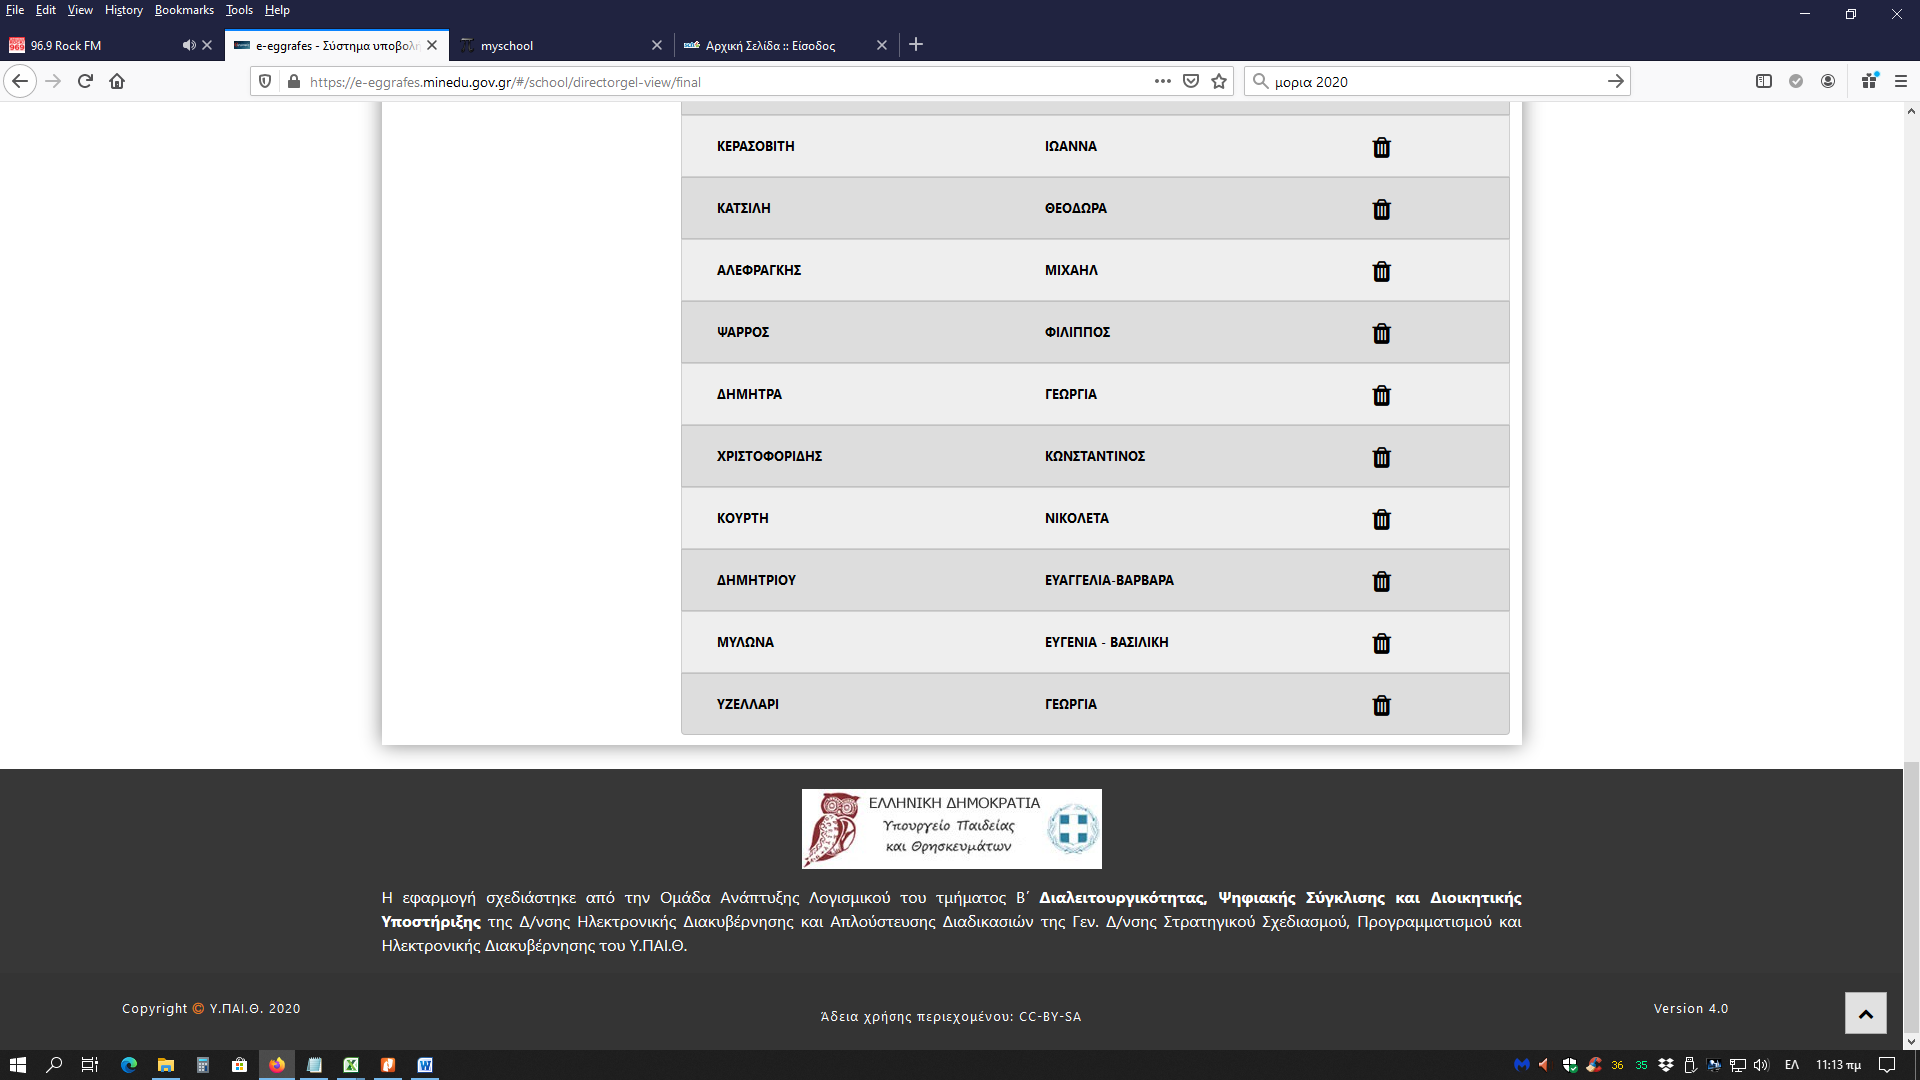 File Edit View History Bookmarks Tools Help
96.9 Rock FM
e-eggrafes - Σύστημα υποβολή
myschool
Αρχική Σελίδα :: Είσοδος
https://e-eggrafes.minedu.gov.gr/#/school/directorgel-view/final
μορια 2020
ΚΕΡΑΣΟΒΙΤΗ ΙΩΑΝΝΑ
ΚΑΤΣΙΛΗ ΘΕΟΔΩΡΑ
ΑΛΕΦΡΑΓΚΗΣ ΜΙΧΑΗΛ
ΨΑΡΡΟΣ ΦΙΛΙΠΠΟΣ
ΔΗΜΗΤΡΑ ΓΕΩΡΓΙΑ
ΧΡΙΣΤΟΦΟΡΙΔΗΣ ΚΩΝΣΤΑΝΤΙΝΟΣ
ΚΟΥΡΤΗ ΝΙΚΟΛΕΤΑ
ΔΗΜΗΤΡΙΟΥ ΕΥΑΓΓΕΛΙΑ-ΒΑΡΒΑΡΑ
ΜΥΛΩΝΑ ΕΥΓΕΝΙΑ - ΒΑΣΙΛΙΚΗ
ΥΖΕΛΛΑΡΙ ΓΕΩΡΓΙΑ
ΕΛΛΗΝΙΚΗ ΔΗΜΟΚΡΑΤΙΑ
Υπουργείο Παιδείας
και Θρησκευμάτων
Η εφαρμογή σχεδιάστηκε από την Ομάδα Ανάπτυξης Λογισμικού του τμήματος Β΄ Διαλειτουργικότητας, Ψηφιακής Σύγκλισης και Διοικητικής
Υποστήριξης της Δ/νσης Ηλεκτρονικής Διακυβέρνησης και Απλούστευσης Διαδικασιών της Γεν. Δ/νσης Στρατηγικού Σχεδιασμού, Προγραμματισμού και
Ηλεκτρονικής Διακυβέρνησης του Υ.ΠΑΙ.Θ.
Copyright © Υ.ΠΑΙ.Θ. 2020
Άδεια χρήσης περιεχομένου: CC-BY-SA
Version 4.0
36 35 ΕΛ 11:13 πμ